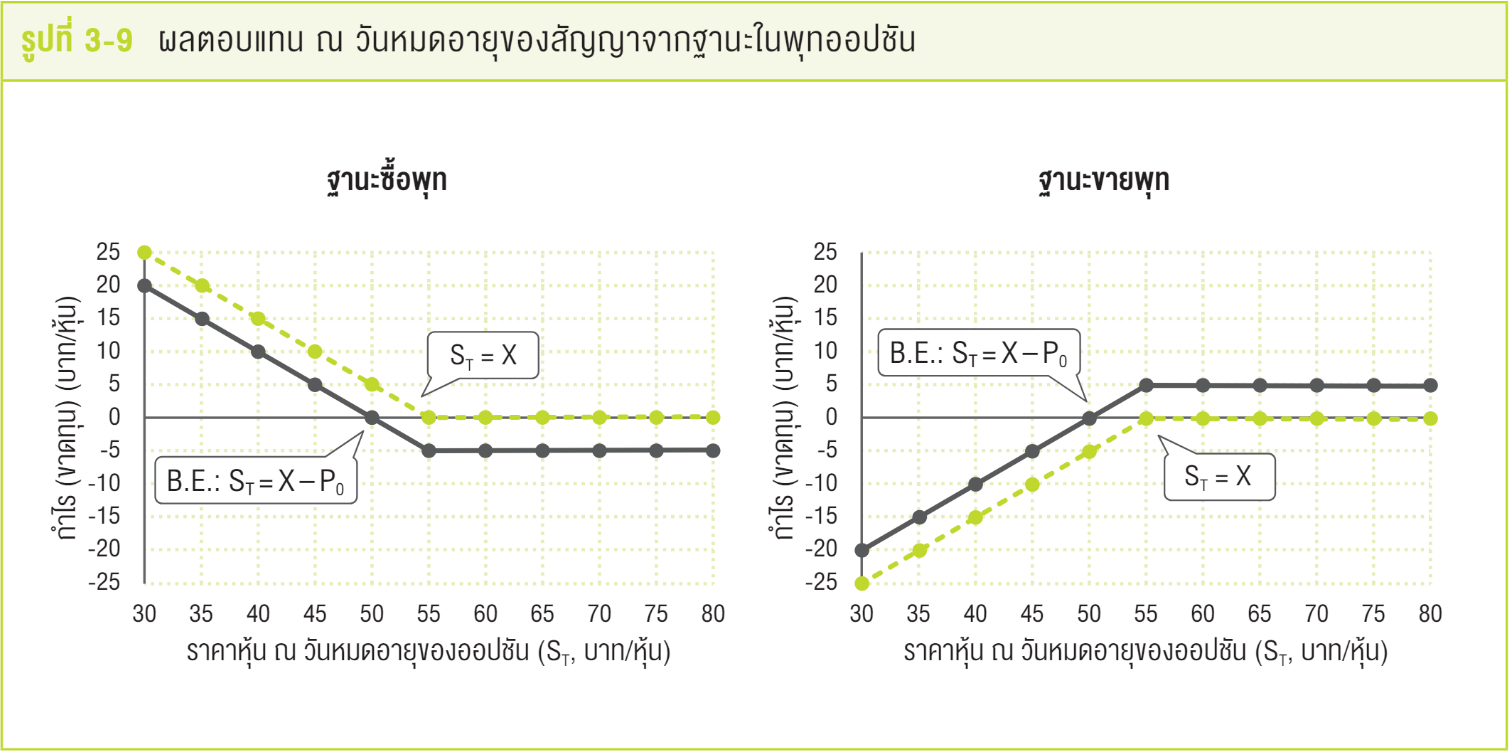 รูปที่ 3-9 ผลตอบแทน ณ วันหมดอายุของสัญญาจากฐานะในพุทออปชัน
ฐานะซื้อพุท
กำไร (ขาดทุน) (บาท/หุ้น)
25
20
15
10
5
0
-5
-10
-15
-20
-25
S_T = X
B.E.: S_T = X – P_0
30 35 40 45 50 55 60 65 70 75 80
ราคาหุ้น ณ วันหมดอายุของออปชัน (S_T, บาท/หุ้น)
ฐานะขายพุท
กำไร (ขาดทุน) (บาท/หุ้น)
25
20
15
10
5
0
-5
-10
-15
-20
-25
B.E.: S_T = X – P_0
S_T = X
30 35 40 45 50 55 60 65 70 75 80
ราคาหุ้น ณ วันหมดอายุของออปชัน (S_T, บาท/หุ้น)